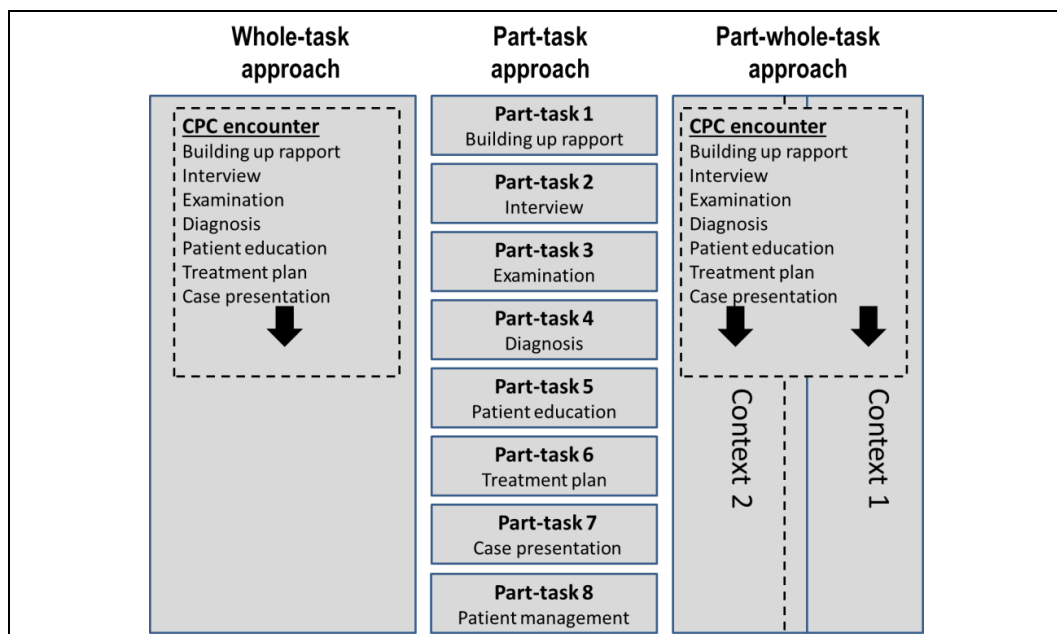 Whole-task
approach
Part-task
approach
Part-whole-task
approach
CPC encounter
Building up rapport
Interview
Examination
Diagnosis
Patient education
Treatment plan
Case presentation
Part-task 1
Building up rapport
Part-task 2
Interview
Part-task 3
Examination
Part-task 4
Diagnosis
Part-task 5
Patient education
Part-task 6
Treatment plan
Part-task 7
Case presentation
Part-task 8
Patient management
CPC encounter
Building up rapport
Interview
Examination
Diagnosis
Patient education
Treatment plan
Case presentation
Context 2
Context 1